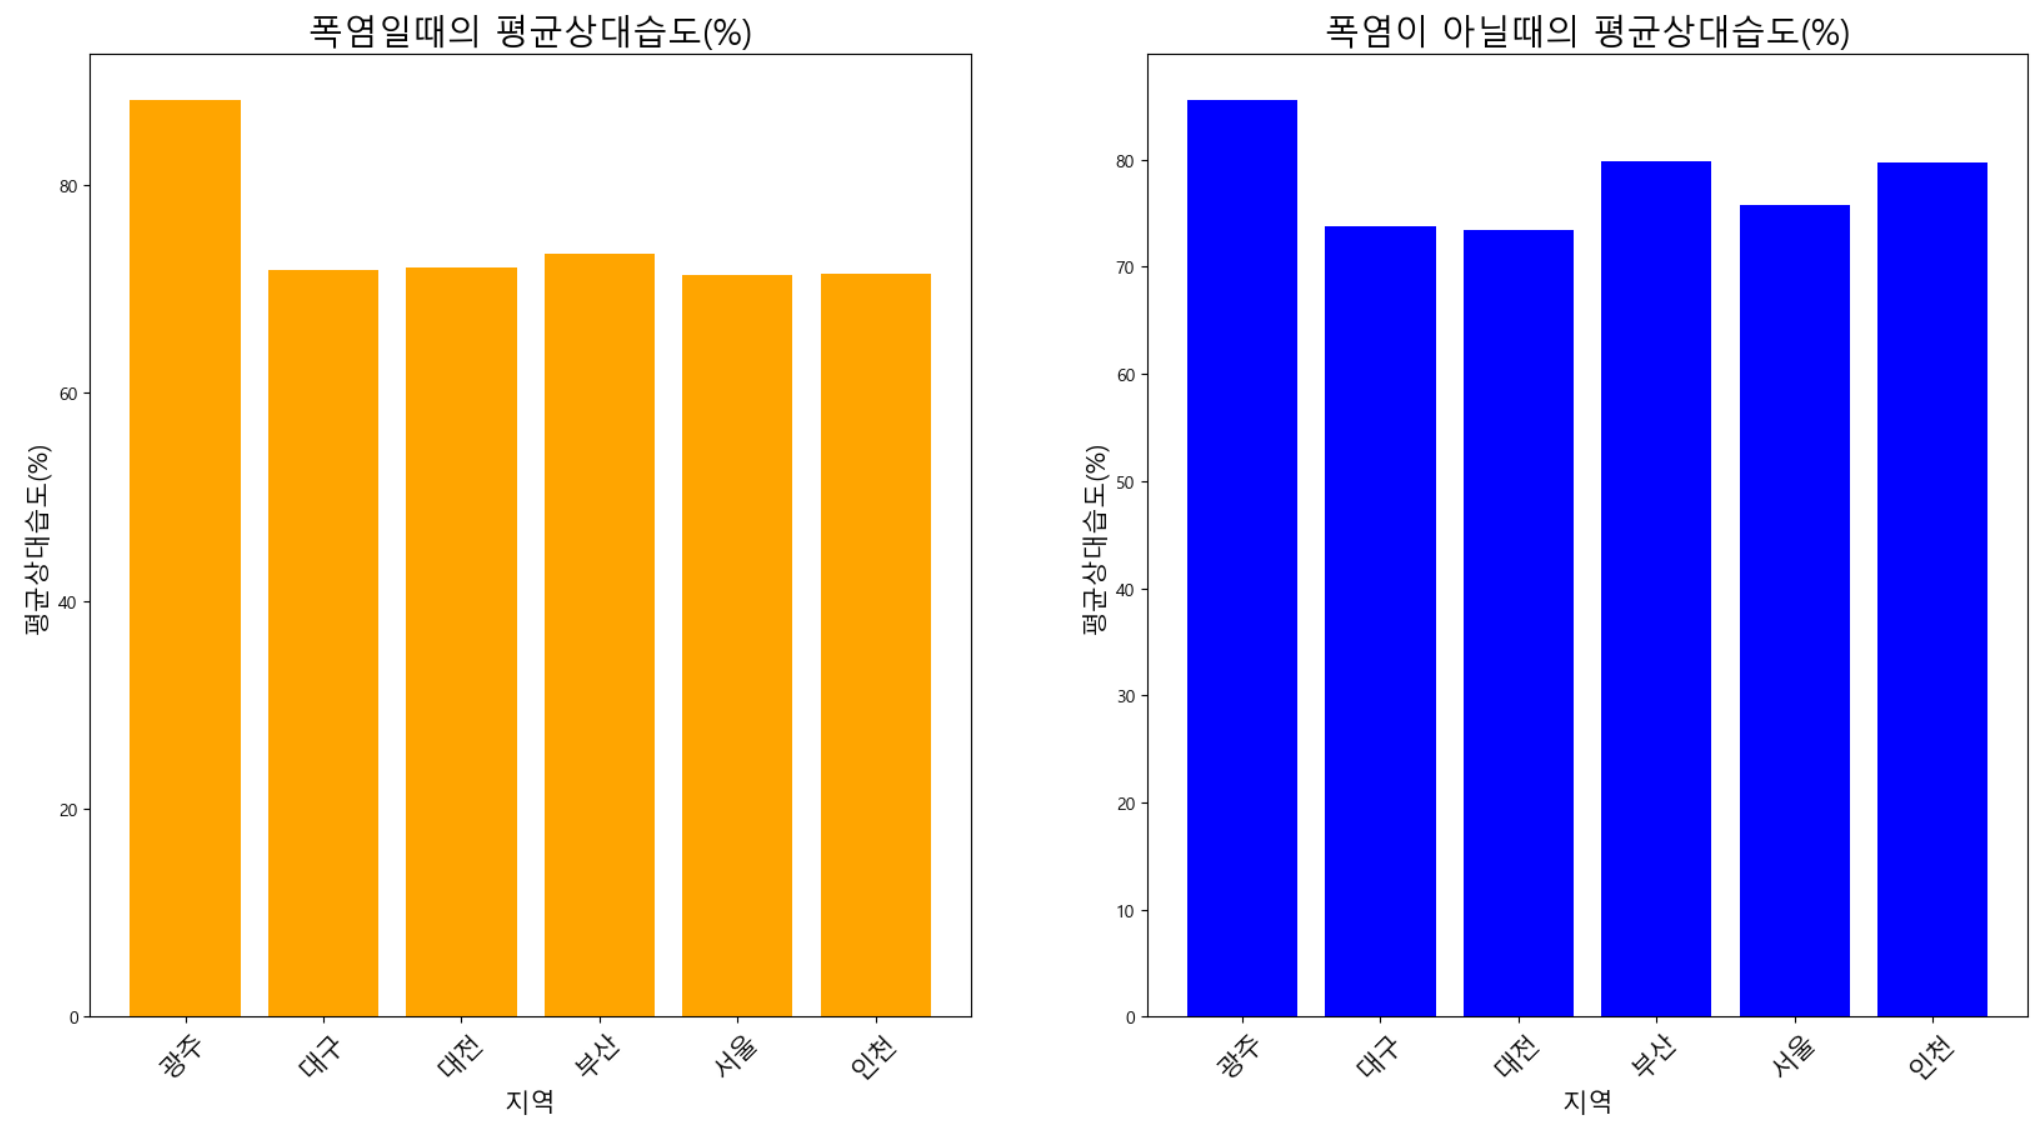 폭염일때의 평균상대습도(%)
평균상대습도(%)
80
60
40
20
0
광주 대구 대전 부산 서울 인천
지역
폭염이 아닐때의 평균상대습도(%)
평균상대습도(%)
80
70
60
50
40
30
20
10
0
광주 대구 대전 부산 서울 인천
지역